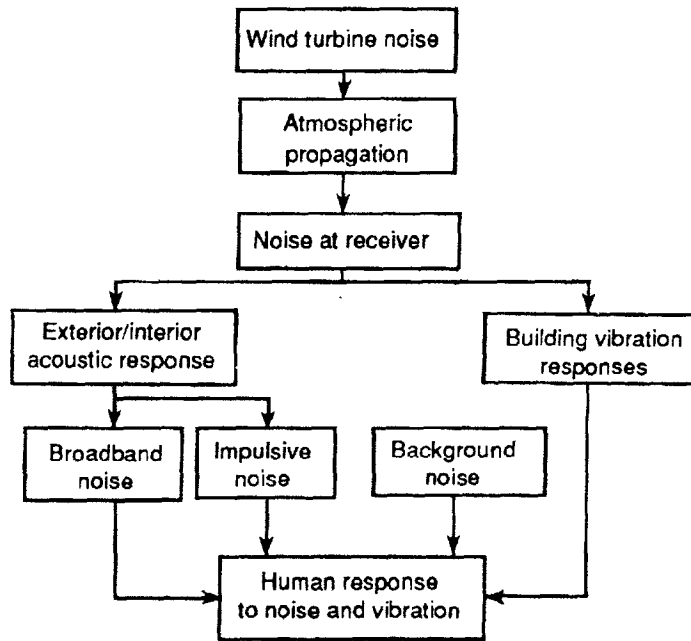 Wind turbine noise
Atmospheric
propagation
Noise at receiver
Exterior/interior
acoustic response
Building vibration
responses
Broadband
noise
Impulsive
noise
Background
noise
Human response
to noise and vibration